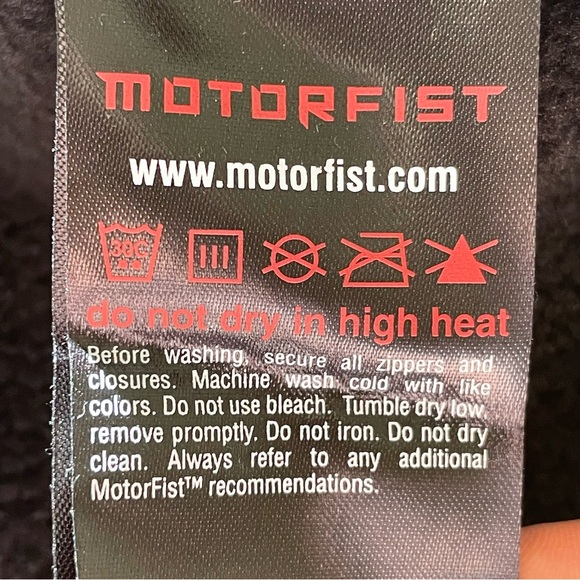 MOTORFIST
www.motorfist.com
30C
do not dry in high heat
Before washing, secure all zippers and
closures. Machine wash cold with like
colors. Do not use bleach. Tumble dry low,
remove promptly. Do not iron. Do not dry
clean. Always refer to any additional
MotorFist™ recommendations.